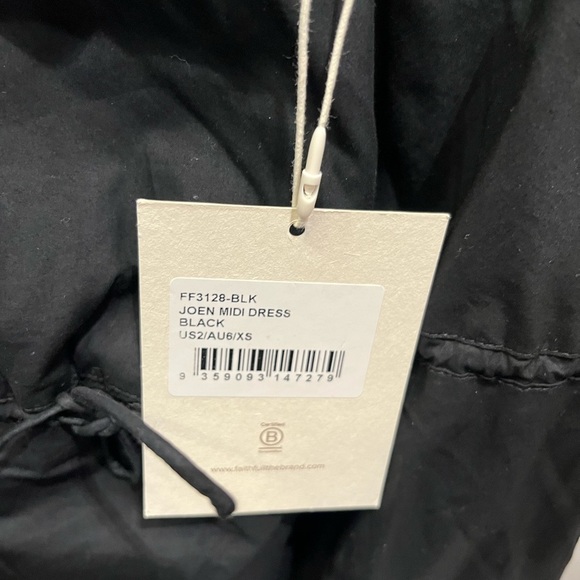 FF3128-BLK
JOEN MIDI DRESS
BLACK
US2/AU6/XS
9 359093 147279
Certified
B
www.faithfullthebrand.com